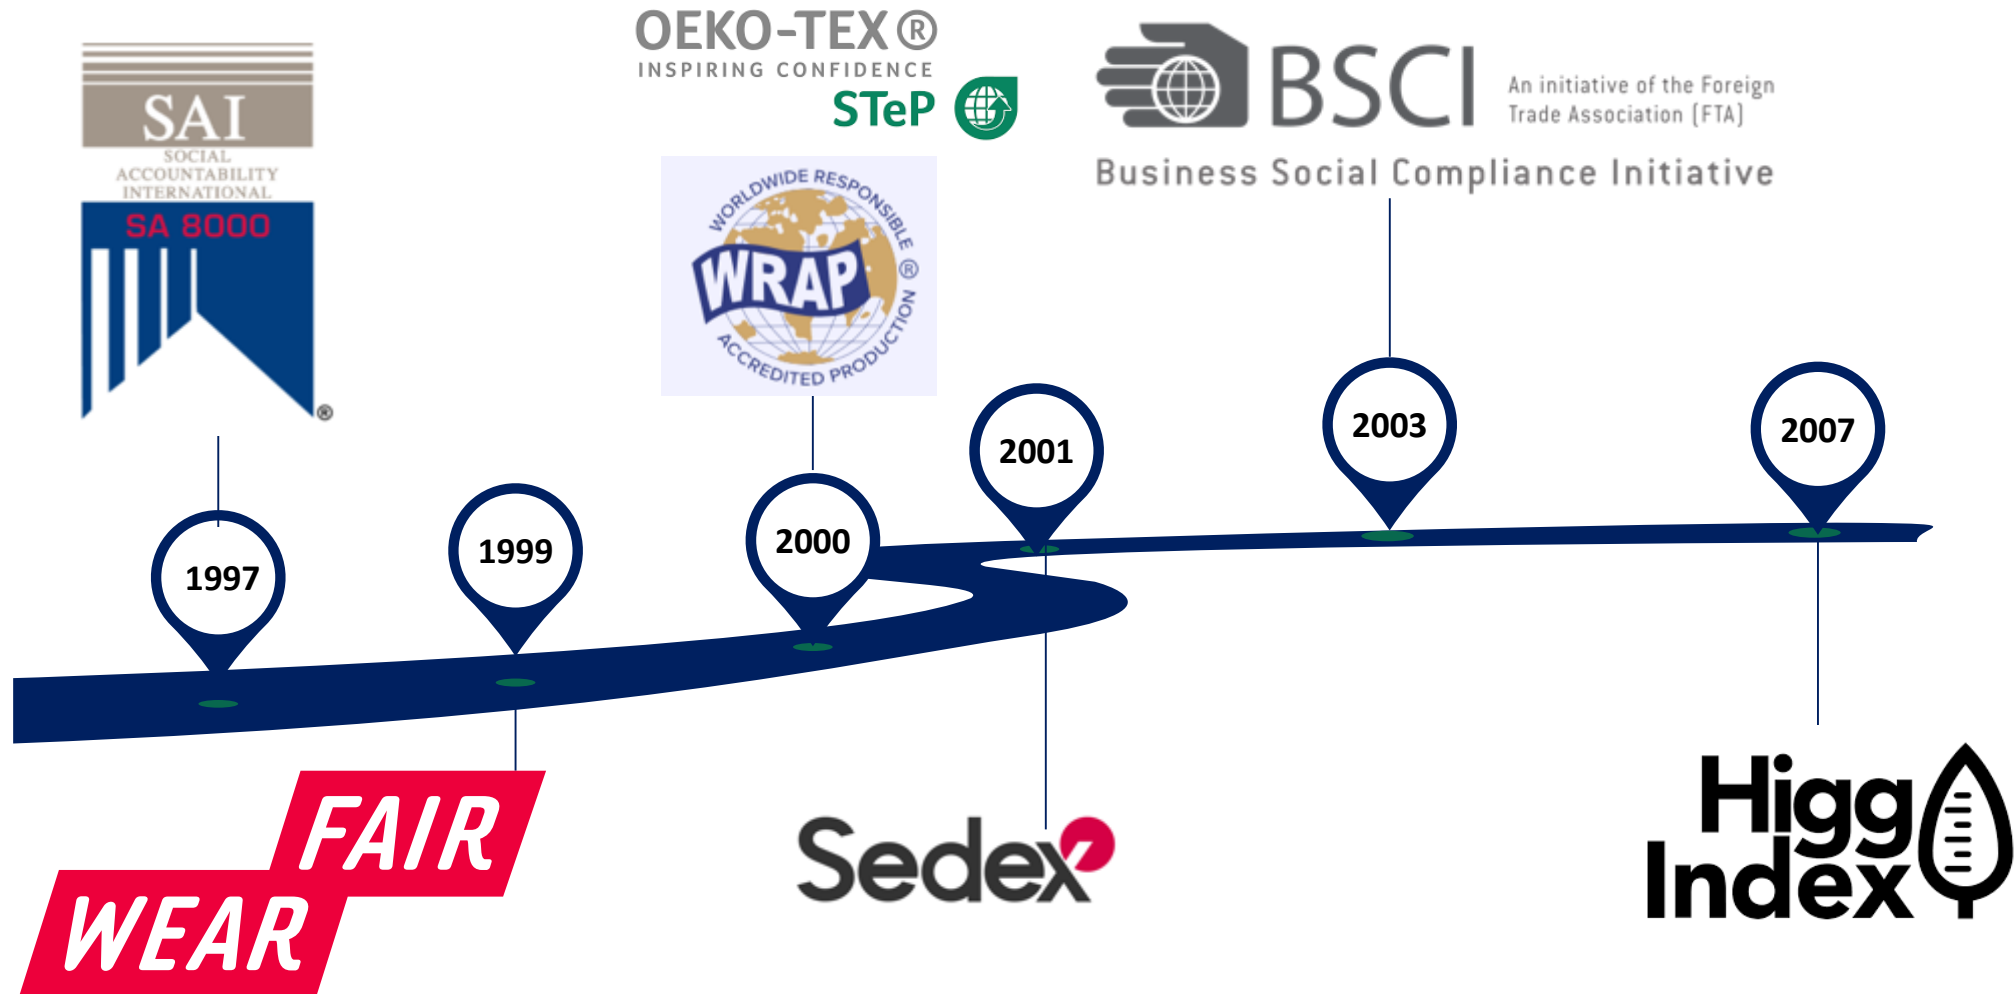 SAI
SOCIAL
ACCOUNTABILITY
INTERNATIONAL
SA 8000
®
OEKO-TEX®
INSPIRING CONFIDENCE
STeP
WORLDWIDE RESPONSIBLE
WRAP
®
ACCREDITED PRODUCTION
BSCI
An initiative of the Foreign
Trade Association (FTA)
Business Social Compliance Initiative
1997
1999
2000
2001
2003
2007
FAIR
WEAR
Sedex
Higg
Index